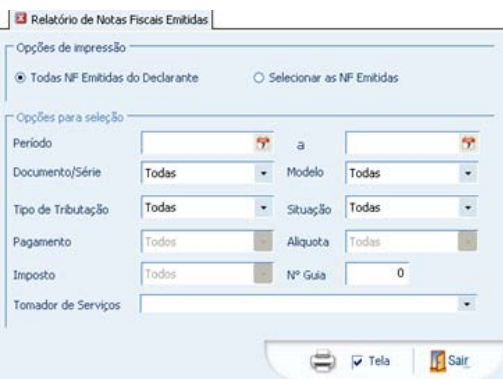 Relatório de Notas Fiscais Emitidas
Opções de impressão
Todas NF Emitidas do Declarante Selecionar as NF Emitidas
Opções para seleção
Período a
Documento/Série Todas Modelo Todas
Tipo de Tributação Todas Situação Todas
Pagamento Todos Aliquota Todas
Imposto Todos Nº Guia 0
Tomador de Serviços
Tela Sair